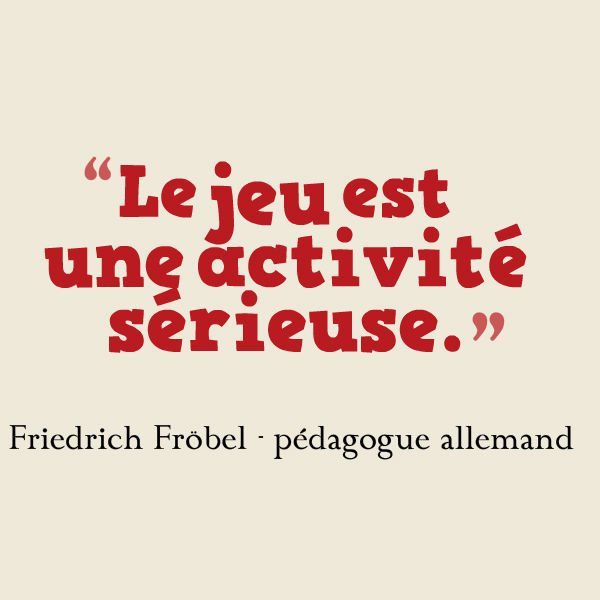 “Le jeu est
une activité
sérieuse.”
Friedrich Fröbel - pédagogue allemand